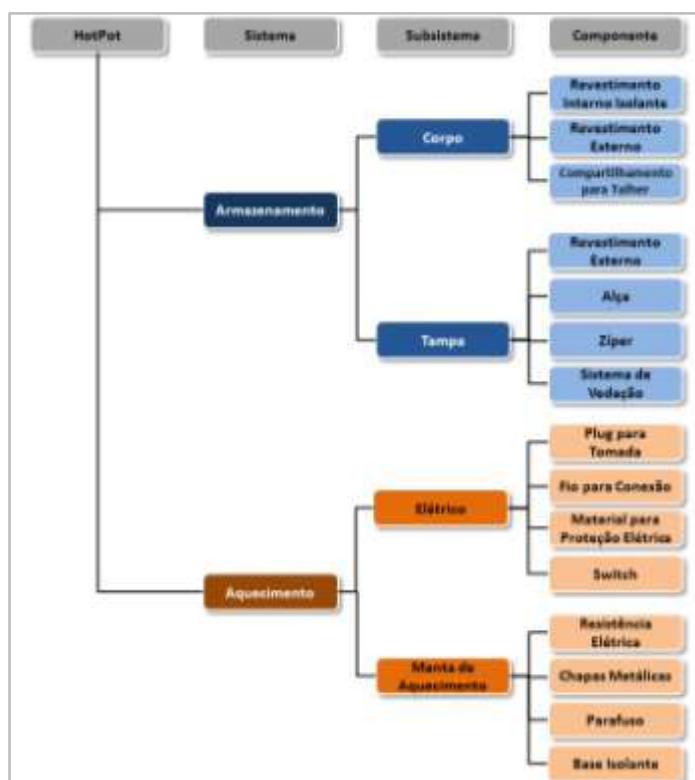 HotPot
Sistema
Subsistema
Componente
Revestimento
Interno Isolante
Corpo
Revestimento
Externo
Compartilhamento
para Talher
Armazenamento
Revestimento
Externo
Alça
Tampa
Zíper
Sistema de
Vedação
Plug para
Tomada
Elétrico
Fio para Conexão
Material para
Proteção Elétrica
Switch
Aquecimento
Resistência
Elétrica
Manta de
Aquecimento
Chapas Metálicas
Parafuso
Base Isolante